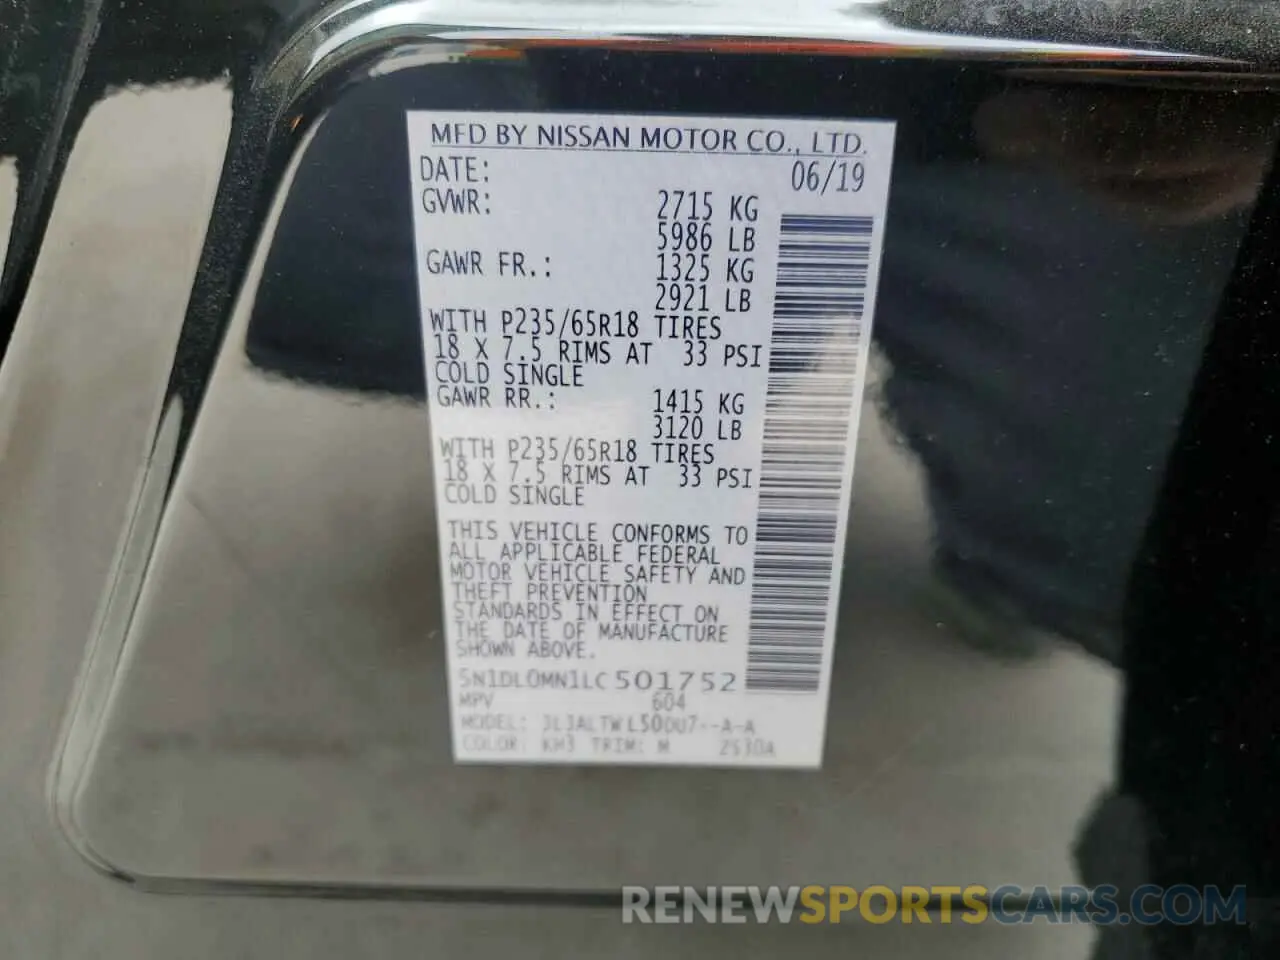 MFD BY NISSAN MOTOR CO., LTD.
DATE: 06/19
GVWR: 2715 KG
5986 LB
GAWR FR.: 1325 KG
2921 LB
WITH P235/65R18 TIRES
18 X 7.5 RIMS AT 33 PSI
COLD SINGLE
GAWR RR.: 1415 KG
3120 LB
WITH P235/65R18 TIRES
18 X 7.5 RIMS AT 33 PSI
COLD SINGLE
THIS VEHICLE CONFORMS TO
ALL APPLICABLE FEDERAL
MOTOR VEHICLE SAFETY AND
THEFT PREVENTION
STANDARDS IN EFFECT ON
THE DATE OF MANUFACTURE
SHOWN ABOVE.
5N1DL0MN1LC501752
MPV 604
MODEL: --A-A
COLOR: KH3 TRIM: M
RENEWSPORTSCARS.COM